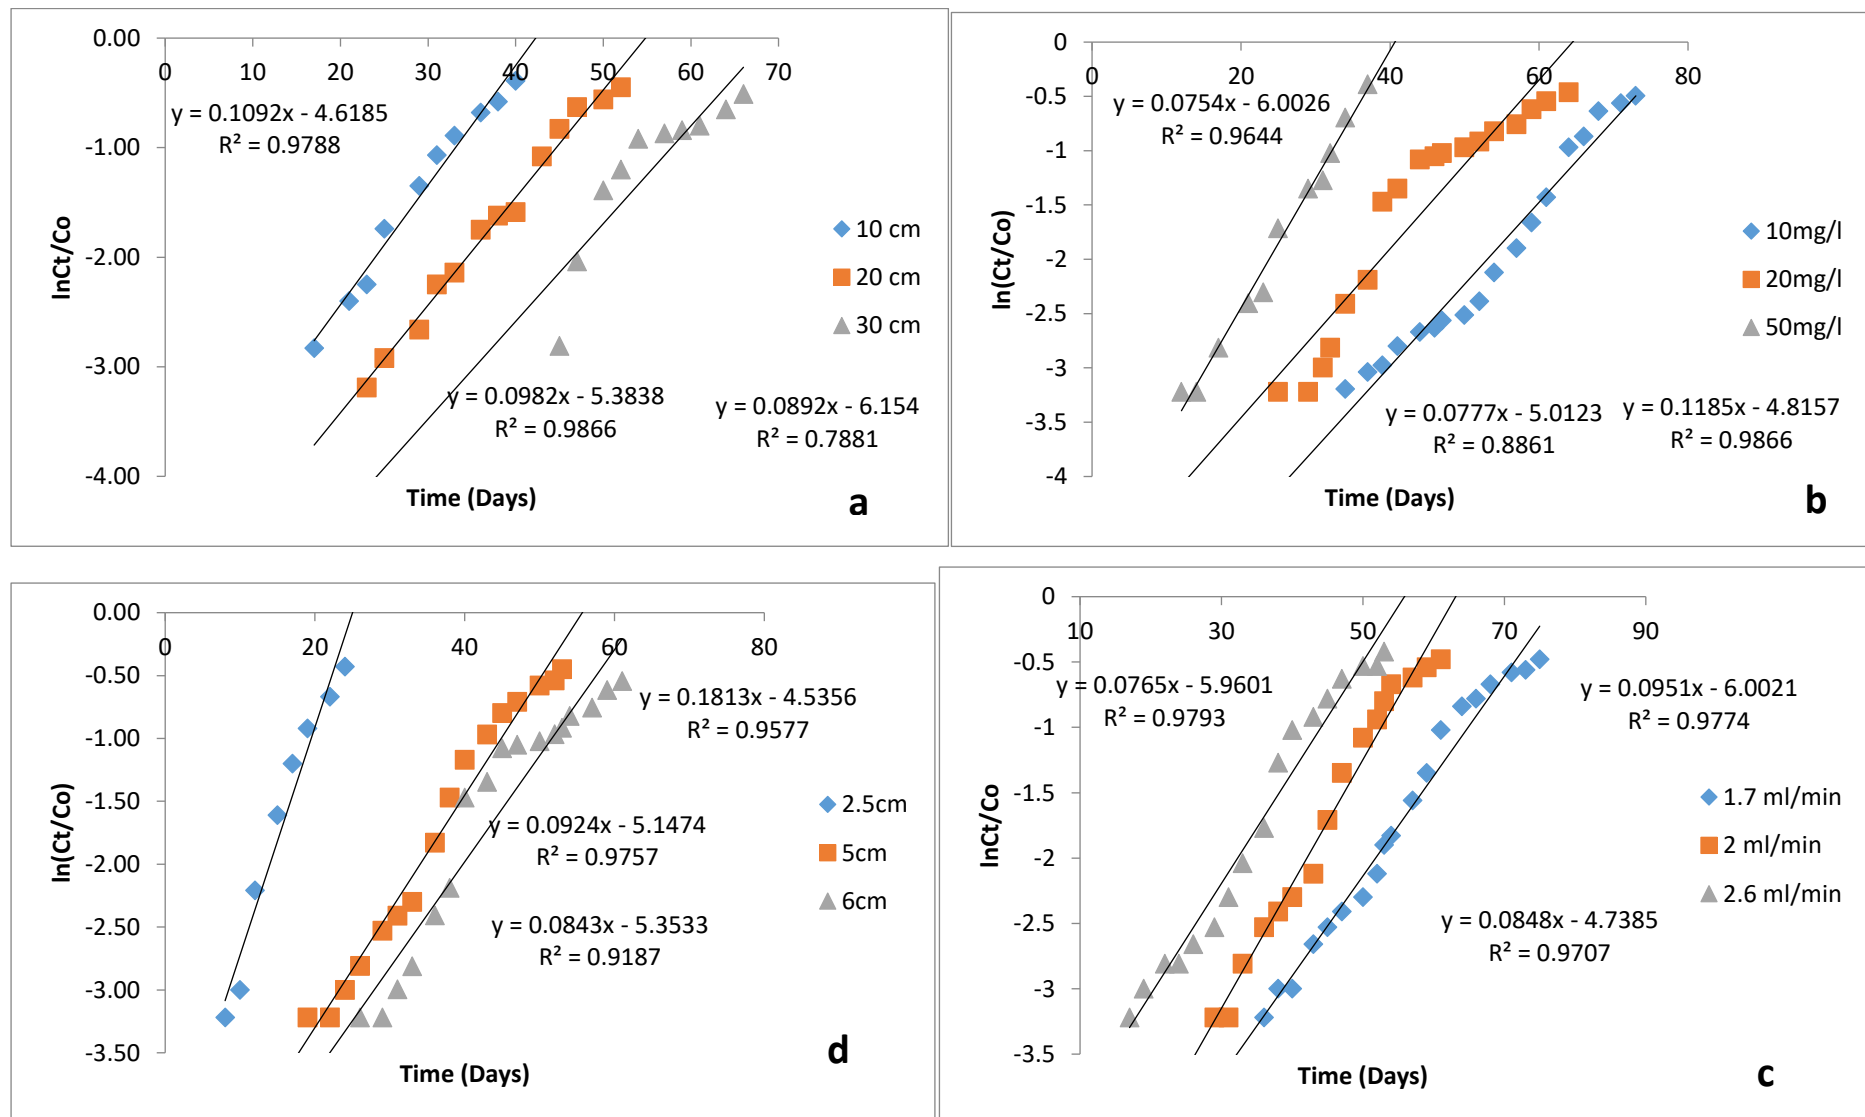 0.00
0 10 20 30 40 50 60 70
y = 0.1092x - 4.6185
R² = 0.9788
-1.00
-2.00
-3.00
-4.00
lnCt/Co
10 cm
20 cm
30 cm
y = 0.0982x - 5.3838
R² = 0.9866
y = 0.0892x - 6.154
R² = 0.7881
Time (Days)
a
0
0 20 40 60 80
y = 0.0754x - 6.0026
R² = 0.9644
-0.5
-1
-1.5
-2
-2.5
-3
-3.5
-4
ln(Ct/Co)
10mg/l
20mg/l
50mg/l
y = 0.0777x - 5.0123
R² = 0.8861
y = 0.1185x - 4.8157
R² = 0.9866
Time (Days)
b
0.00
0 20 40 60 80
-0.50
-1.00
-1.50
-2.00
-2.50
-3.00
-3.50
ln(Ct/Co)
y = 0.1813x - 4.5356
R² = 0.9577
y = 0.0924x - 5.1474
R² = 0.9757
y = 0.0843x - 5.3533
R² = 0.9187
2.5cm
5cm
6cm
Time (Days)
d
0
10 30 50 70 90
-0.5
-1
-1.5
-2
-2.5
-3
-3.5
lnCt/Co
y = 0.0765x - 5.9601
R² = 0.9793
y = 0.0951x - 6.0021
R² = 0.9774
1.7 ml/min
2 ml/min
2.6 ml/min
y = 0.0848x - 4.7385
R² = 0.9707
Time (Days)
c